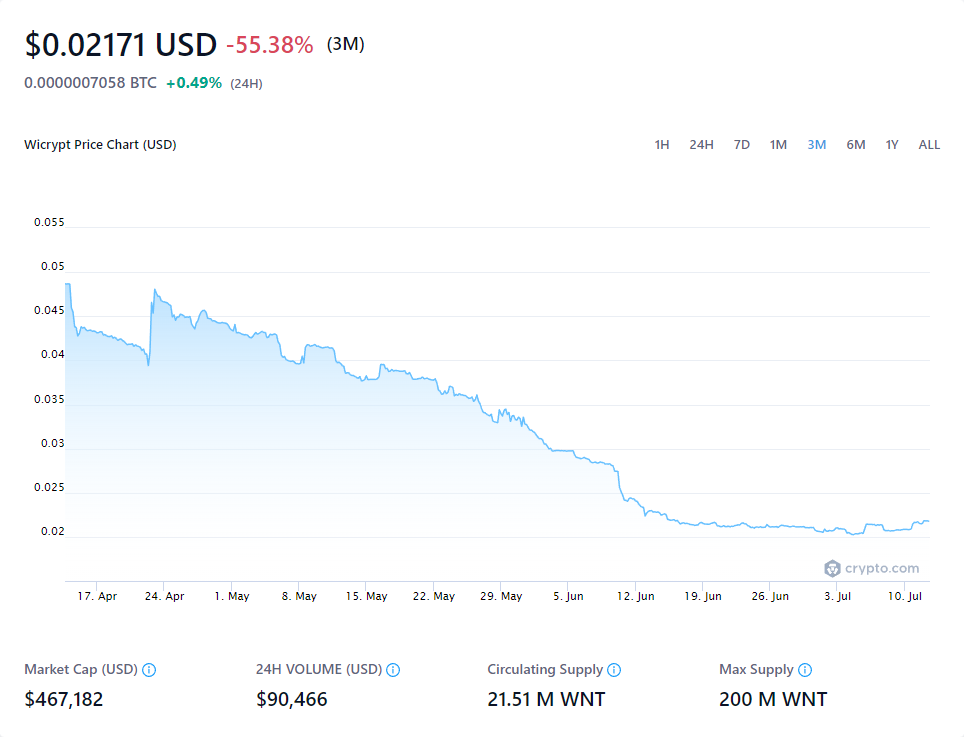 $0.02171 USD -55.38% (3M)
0.0000007058 BTC +0.49% (24H)
Wicrypt Price Chart (USD) 1H 24H 7D 1M 3M 6M 1Y ALL
0.055
0.05
0.045
0.04
0.035
0.03
0.025
0.02
crypto.com
17. Apr 24. Apr 1. May 8. May 15. May 22. May 29. May 5. Jun 12. Jun 19. Jun 26. Jun 3. Jul 10. Jul
Market Cap (USD) 24H VOLUME (USD) Circulating Supply Max Supply
$467,182 $90,466 21.51 M WNT 200 M WNT